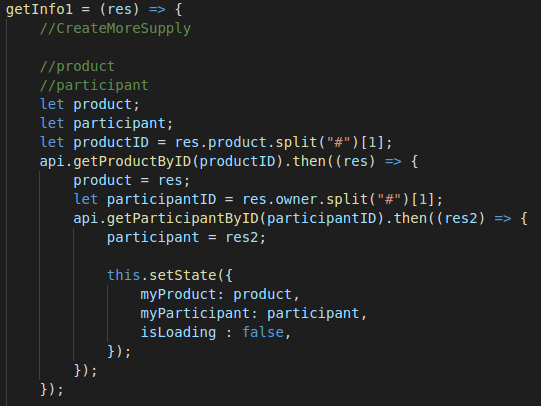 getInfo1 = (res) => {
//CreateMoreSupply
//product
//participant
let product;
let participant;
let productID = res.product.split("#")[1];
api.getProductByID(productID).then((res) => {
product = res;
let participantID = res.owner.split("#")[1];
api.getParticipantByID(participantID).then((res2) => {
participant = res2;
this.setState({
myProduct: product,
myParticipant: participant,
isLoading : false,
});
});
});